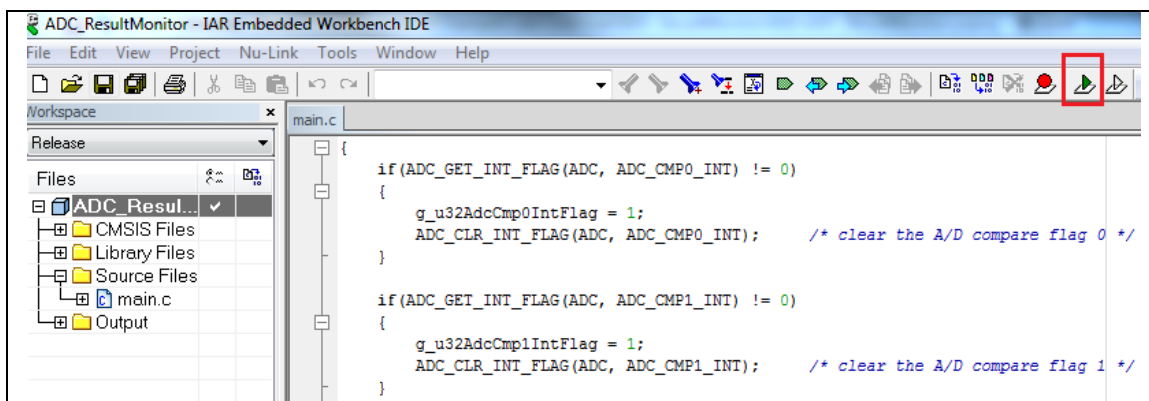 ADC_ResultMonitor - IAR Embedded Workbench IDE
File Edit View Project Nu-Link Tools Window Help
Workspace
main.c
Release
Files
ADC_Resul...
CMSIS Files
Library Files
Source Files
main.c
Output
{
if(ADC_GET_INT_FLAG(ADC, ADC_CMP0_INT) != 0)
{
g_u32AdcCmp0IntFlag = 1;
ADC_CLR_INT_FLAG(ADC, ADC_CMP0_INT); /* clear the A/D compare flag 0 */
}
if(ADC_GET_INT_FLAG(ADC, ADC_CMP1_INT) != 0)
{
g_u32AdcCmp1IntFlag = 1;
ADC_CLR_INT_FLAG(ADC, ADC_CMP1_INT); /* clear the A/D compare flag 1 */
}